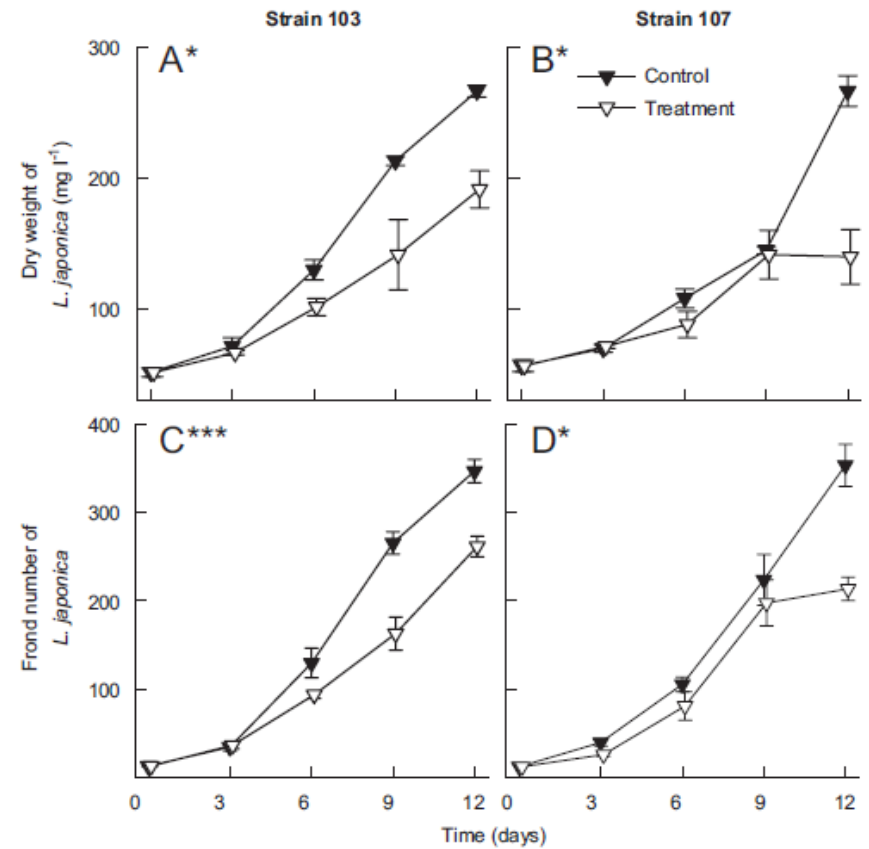 Strain 103
Strain 107
A*
B*
Control
Treatment
300
200
100
Dry weight of
L. japonica (mg l⁻¹)
C***
D*
400
300
200
100
Frond number of
L. japonica
0 3 6 9 12
0 3 6 9 12
Time (days)